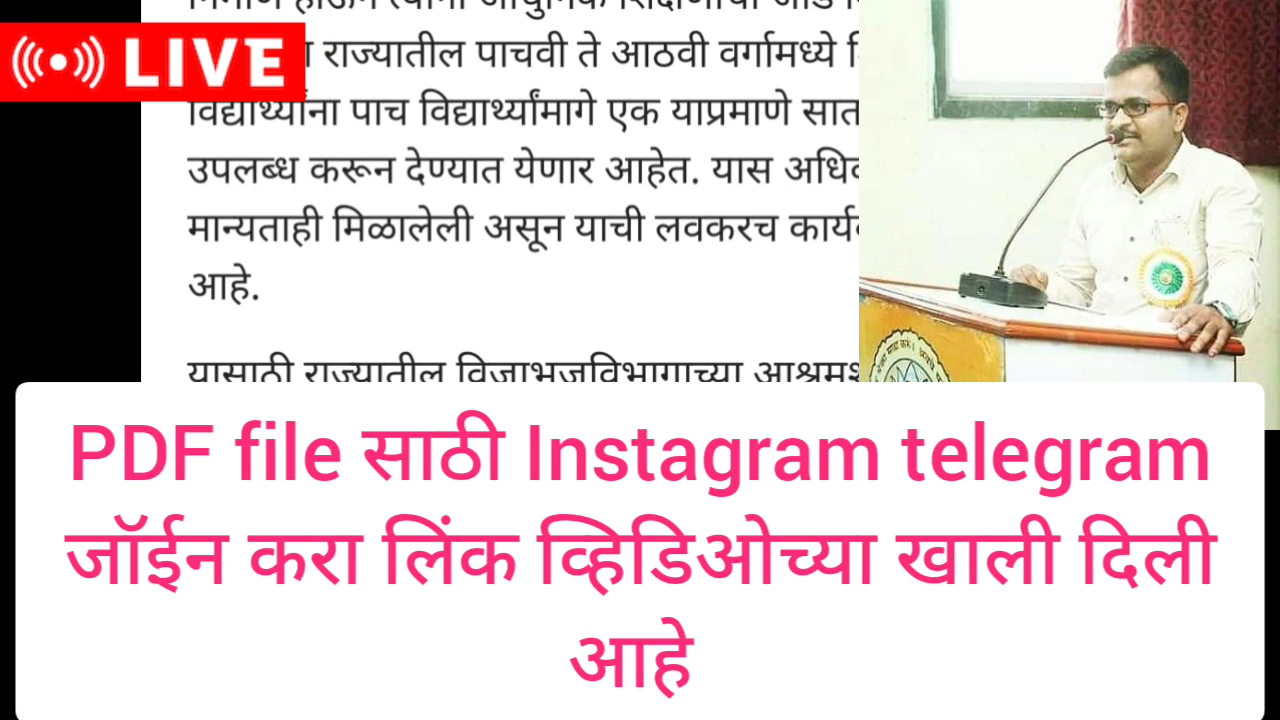 LIVE
राज्यातील पाचवी ते आठवी वर्गामध्ये
विद्यार्थ्यांना पाच विद्यार्थ्यांमागे एक याप्रमाणे सात
उपलब्ध करून देण्यात येणार आहेत. यास
मान्यताही मिळालेली असून याची लवकरच
आहे.
यासाठी राज्यातील विजाभजविभागाच्या
PDF file साठी Instagram telegram
जॉईन करा लिंक व्हिडिओच्या खाली दिली
आहे